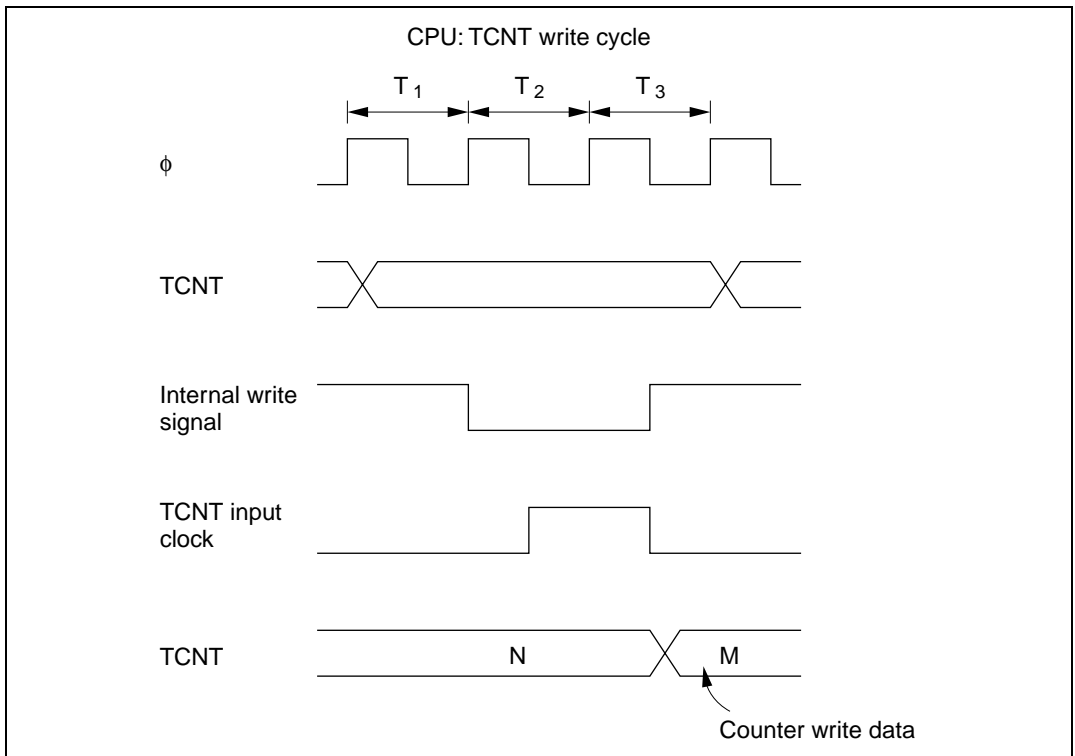 CPU: TCNT write cycle
T1 T2 T3
ϕ
TCNT
Internal write
signal
TCNT input
clock
TCNT
N
M
Counter write data